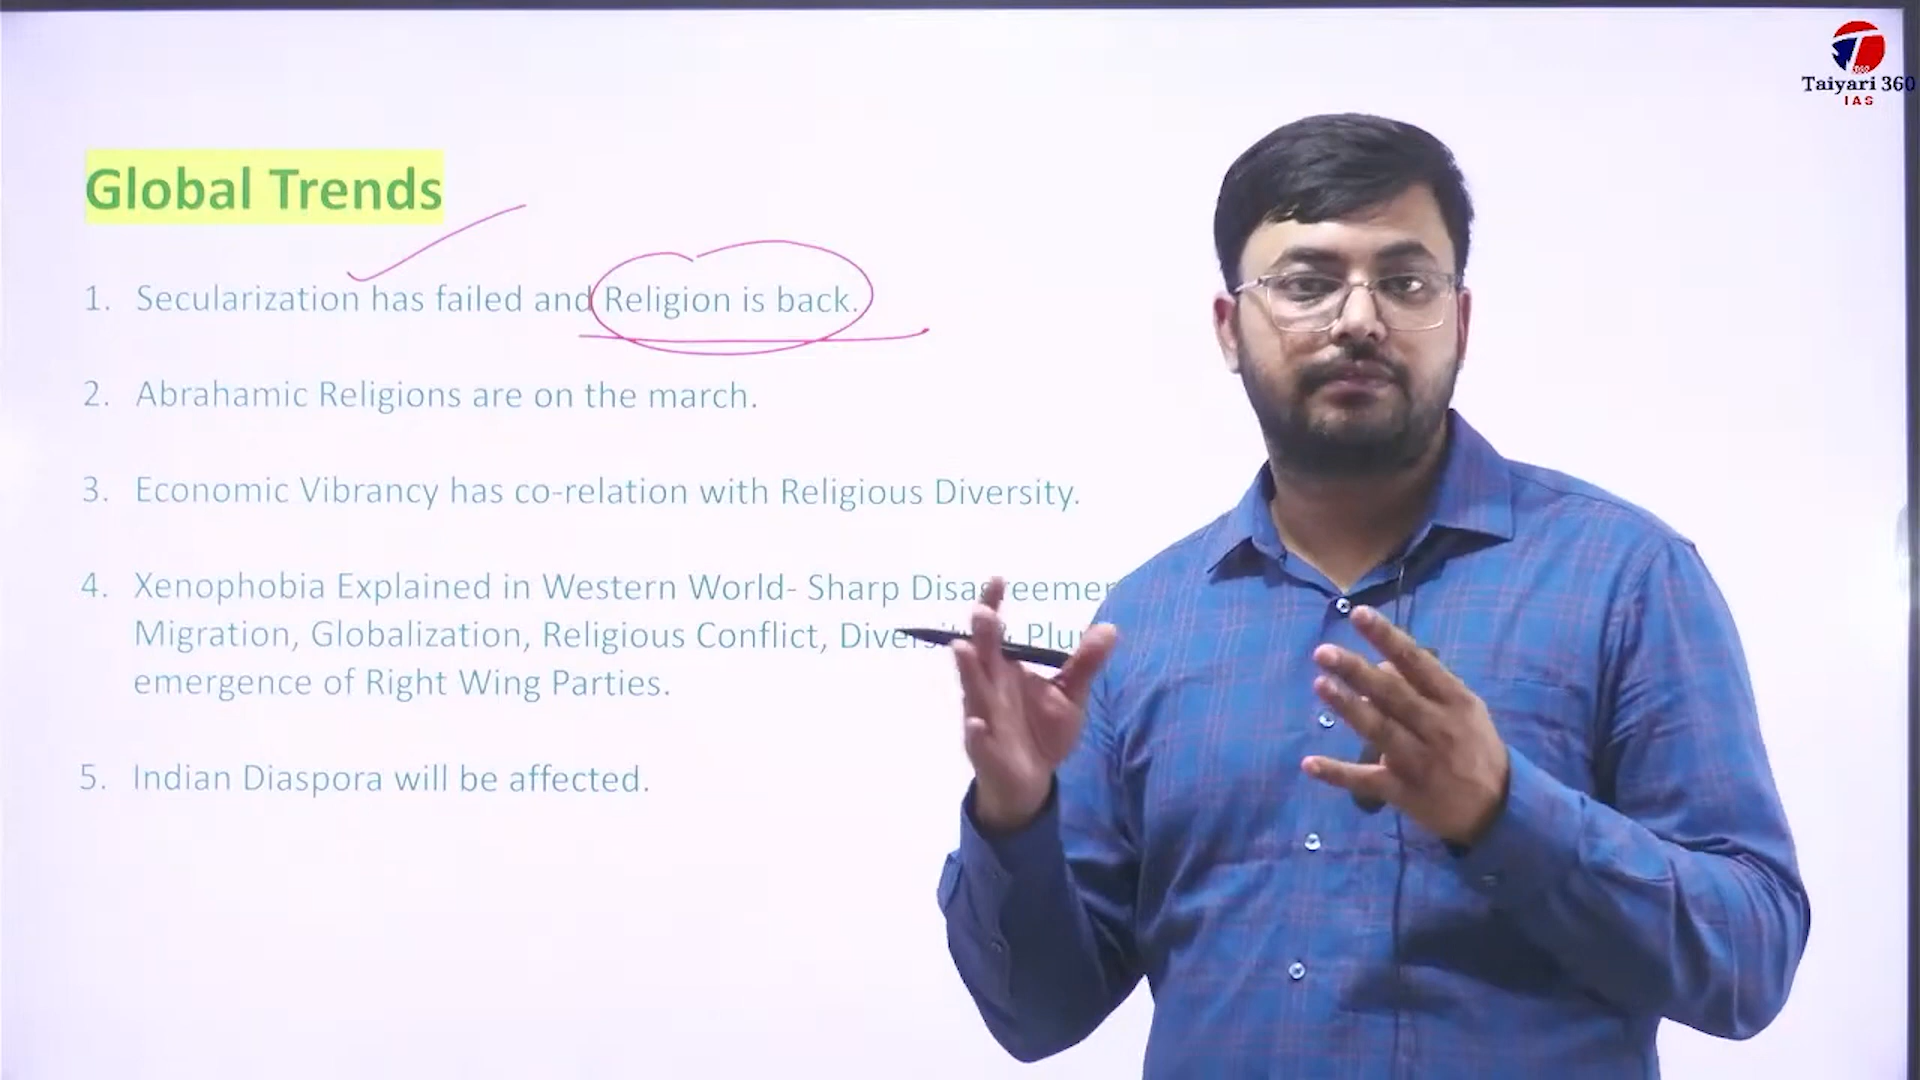 Taiyari 360
IAS
Global Trends
1. Secularization has failed and Religion is back.
2. Abrahamic Religions are on the march.
3. Economic Vibrancy has co-relation with Religious Diversity.
4. Xenophobia Explained in Western World- Sharp
Migration, Globalization, Religious Conflict,
emergence of Right Wing Parties.
5. Indian Diaspora will be affected.